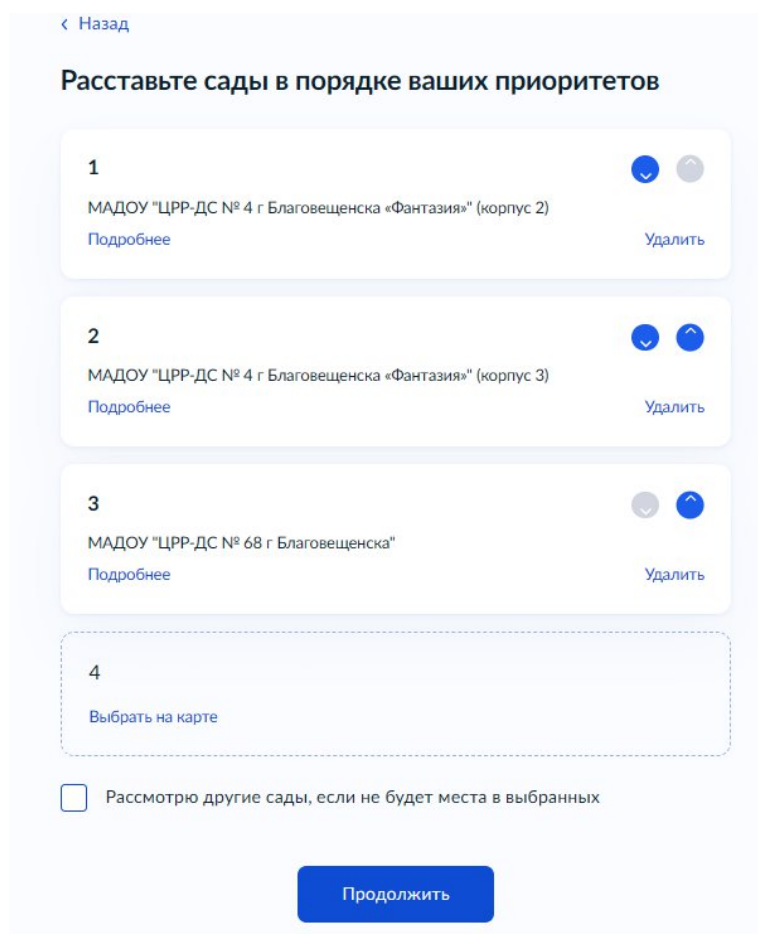 Назад
Расставьте сады в порядке ваших приоритетов
1
МАДОУ "ЦРР-ДС № 4 г Благовещенска «Фантазия»" (корпус 2)
Подробнее Удалить
2
МАДОУ "ЦРР-ДС № 4 г Благовещенска «Фантазия»" (корпус 3)
Подробнее Удалить
3
МАДОУ "ЦРР-ДС № 68 г Благовещенска"
Подробнее Удалить
4
Выбрать на карте
Рассмотрю другие сады, если не будет места в выбранных
Продолжить